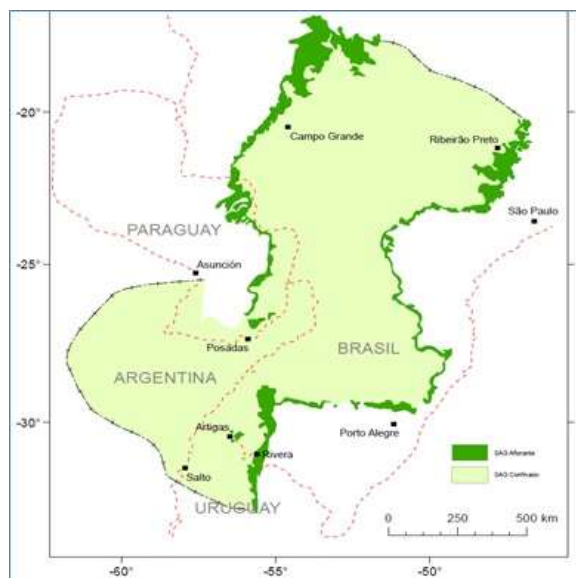 -20°
-25°
-30°
Campo Grande
Ribeirão Preto
São Paulo
PARAGUAY
Asunción
Posádas
BRASIL
ARGENTINA
Artigas
Rivera
Porto Alegre
Salto
URUGUAY
SAG Aflorante
SAG Confinado
0 250 500 km
-60°
-55°
-50°